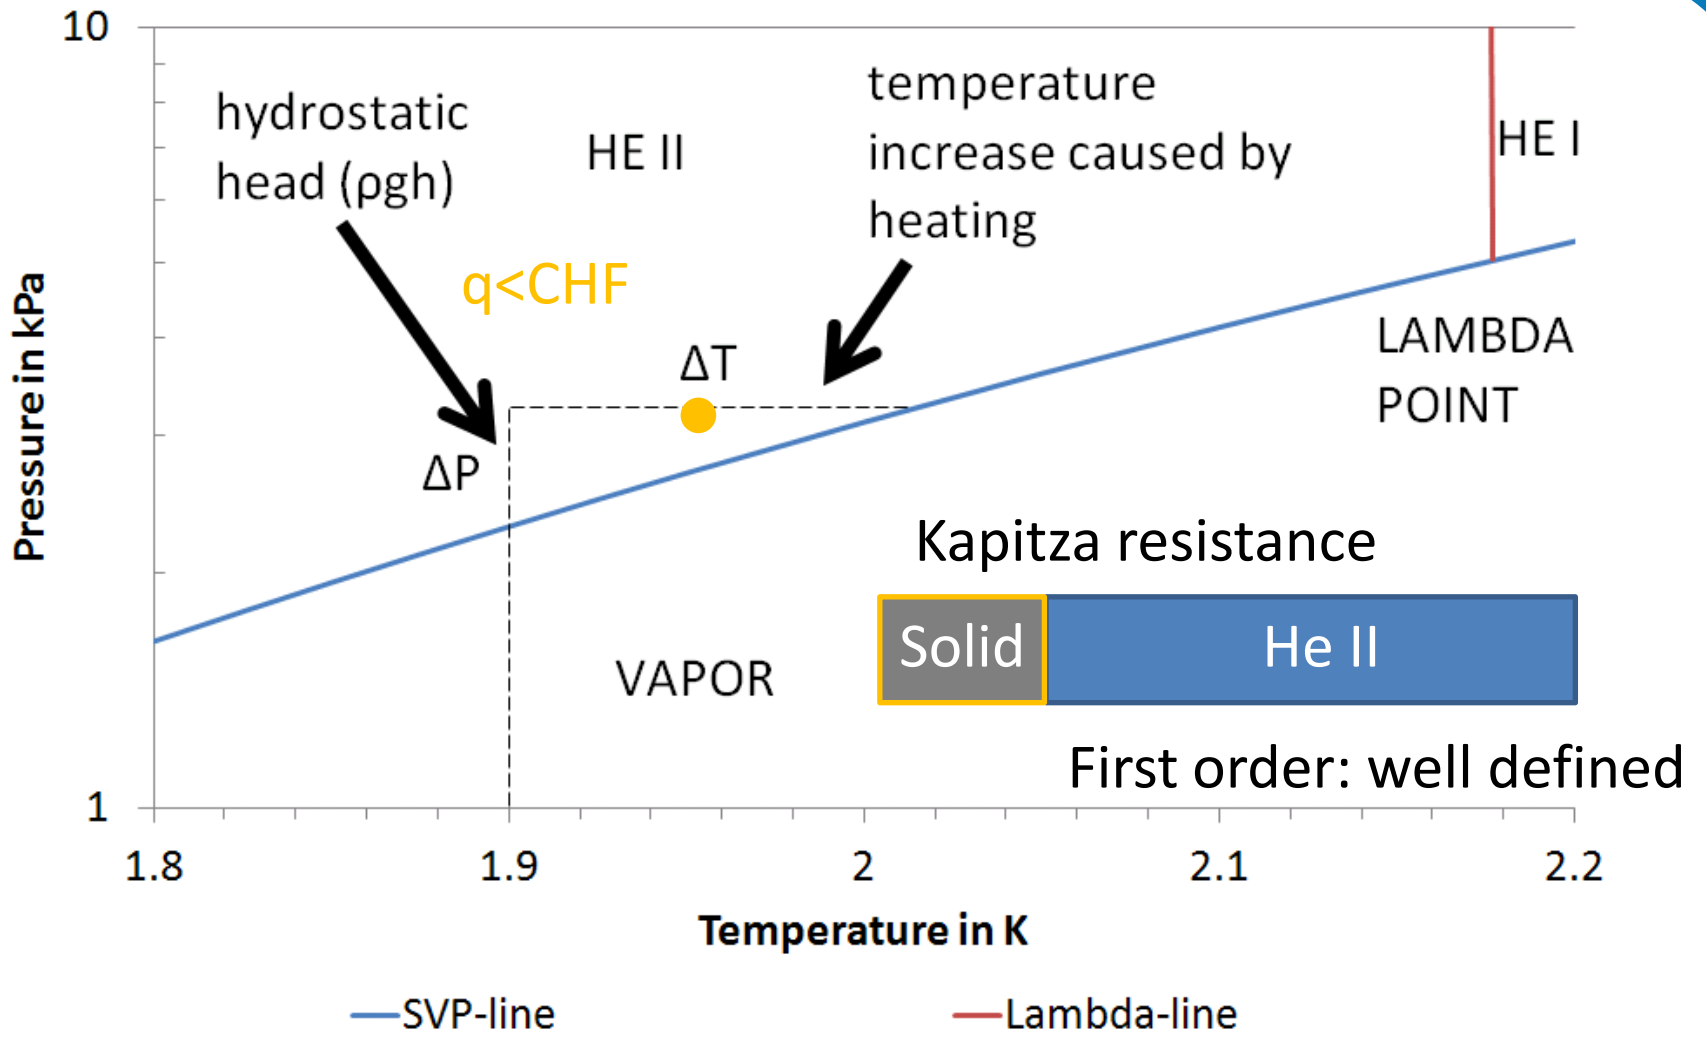 10
hydrostatic
head (ρgh)
HE II
temperature
increase caused by
heating
HE I
q<CHF
ΔT
ΔP
LAMBDA
POINT
Pressure in kPa
Kapitza resistance
Solid
He II
VAPOR
First order: well defined
1
1.8
1.9
2
2.1
2.2
Temperature in K
SVP-line
Lambda-line